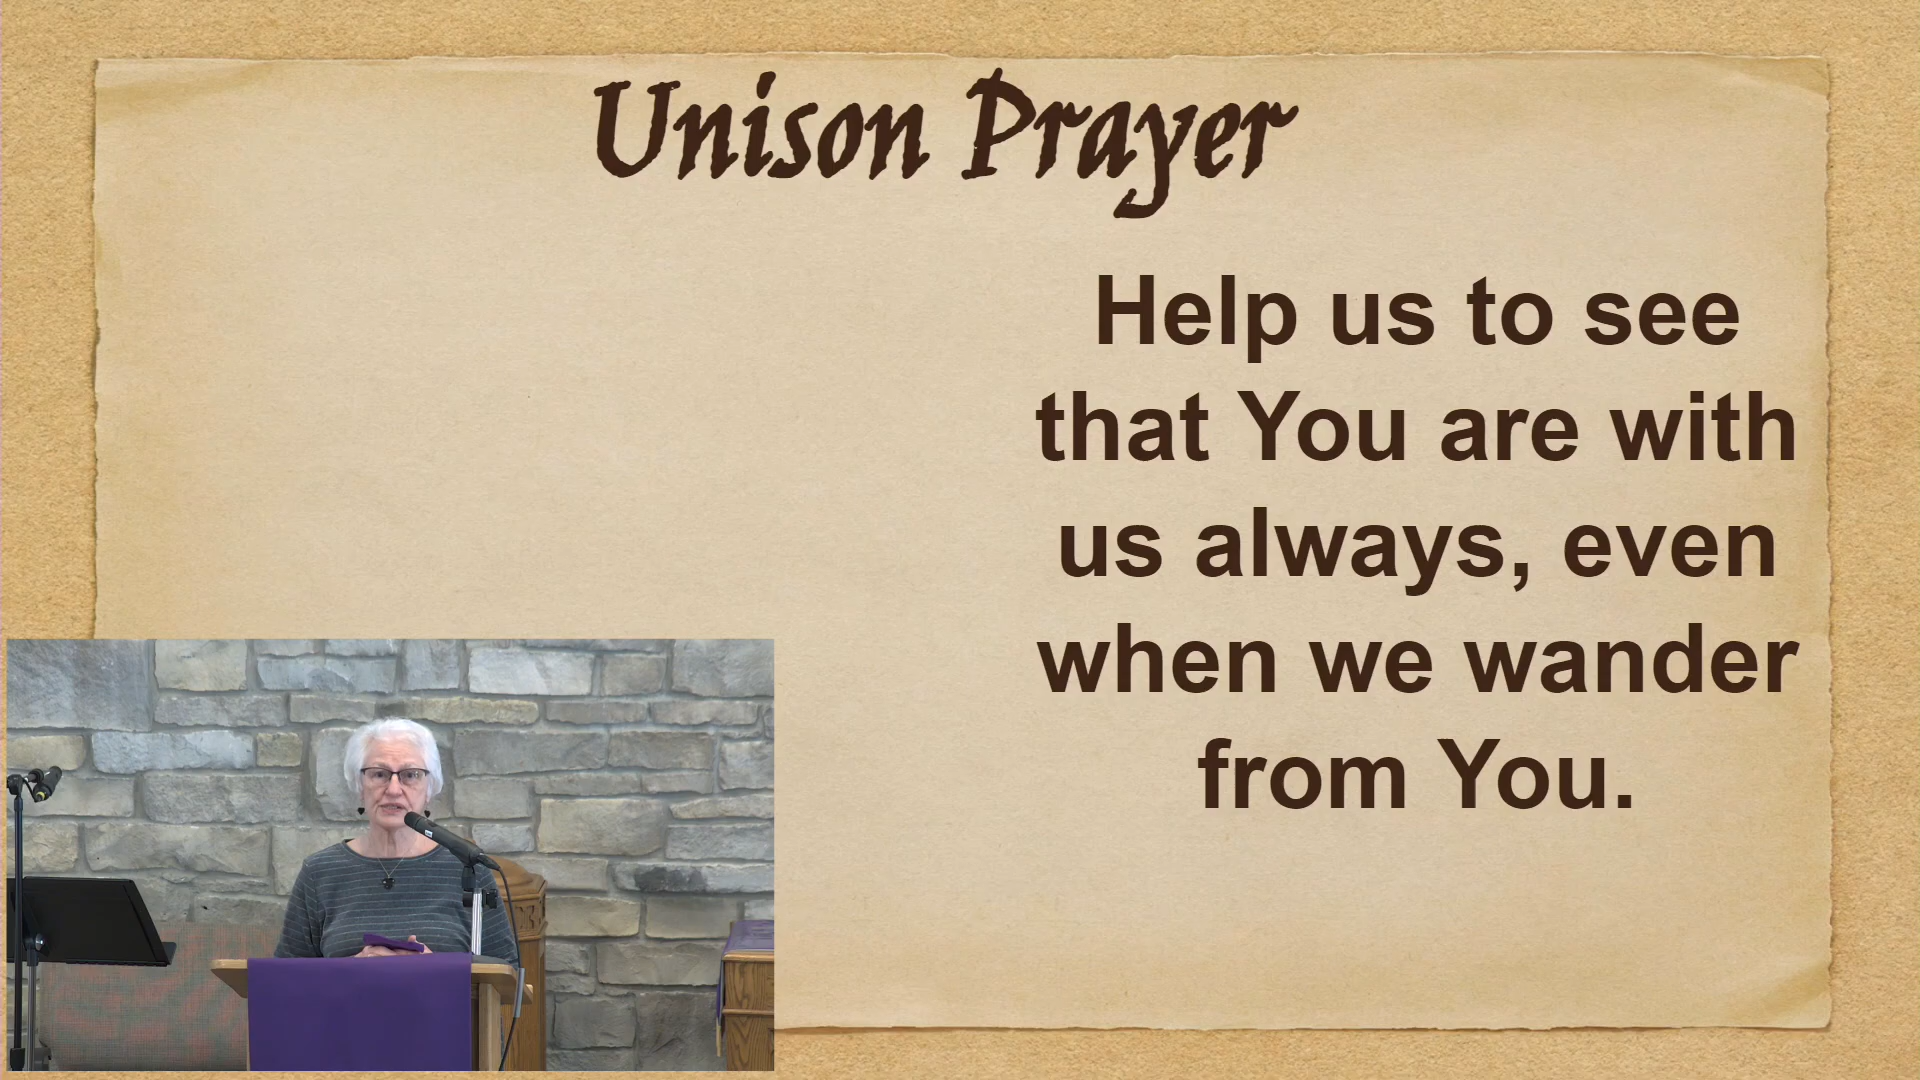 Unison Prayer
Help us to see
that You are with
us always, even
when we wander
from You.